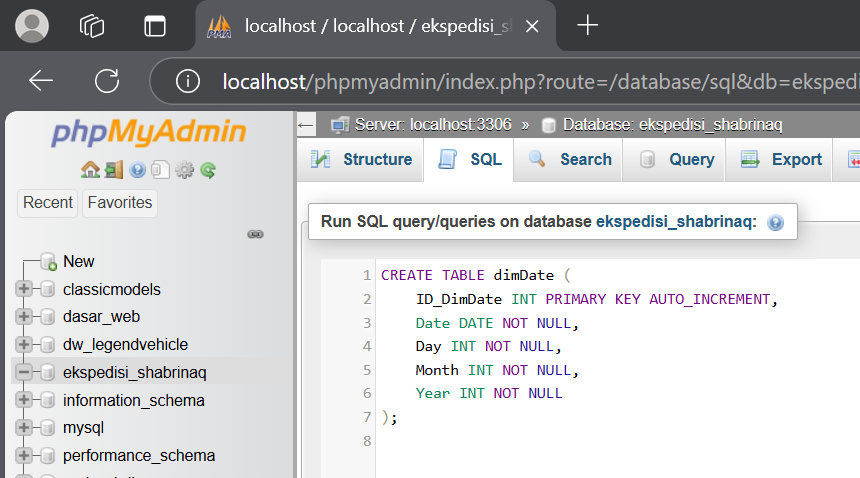 PMA
localhost / localhost / ekspedisi_s
localhost/phpmyadmin/index.php?route=/database/sql&db=ekspedi
phpMyAdmin
Recent Favorites
New
classicmodels
dasar_web
dw_legendvehicle
ekspedisi_shabrinaq
information_schema
mysql
performance_schema
Server: localhost:3306 » Database: ekspedisi_shabrinaq
Structure SQL Search Query Export
Run SQL query/queries on database ekspedisi_shabrinaq:
1 CREATE TABLE dimDate (
2 ID_DimDate INT PRIMARY KEY AUTO_INCREMENT,
3 Date DATE NOT NULL,
4 Day INT NOT NULL,
5 Month INT NOT NULL,
6 Year INT NOT NULL
7 );
8